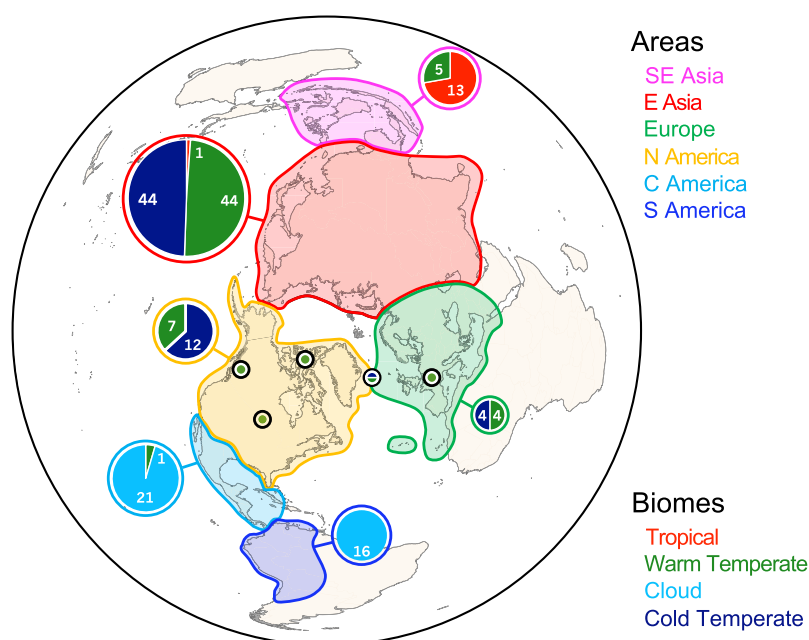 Areas
SE Asia
E Asia
Europe
N America
C America
S America
5
13
1
44
44
7
12
4
4
1
21
16
Biomes
Tropical
Warm Temperate
Cloud
Cold Temperate